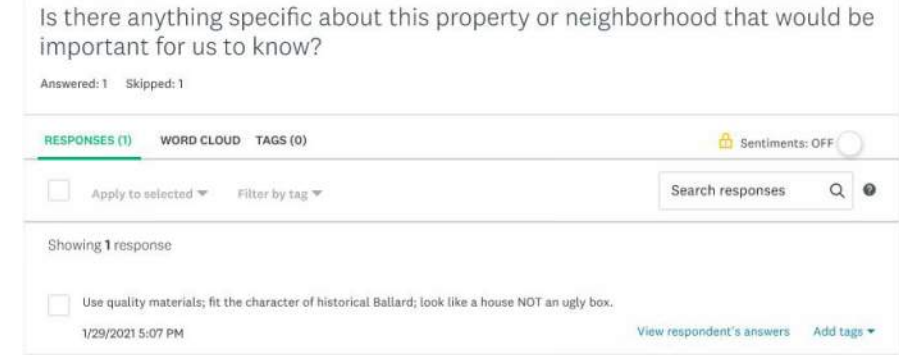 Is there anything specific about this property or neighborhood that would be
important for us to know?
Answered: 1 Skipped: 1
RESPONSES (1) WORD CLOUD TAGS (0) Sentiments: OFF
Apply to selected Filter by tag Search responses
Showing 1 response
Use quality materials; fit the character of historical Ballard; look like a house NOT an ugly box.
1/29/2021 5:07 PM View respondent's answers Add tags